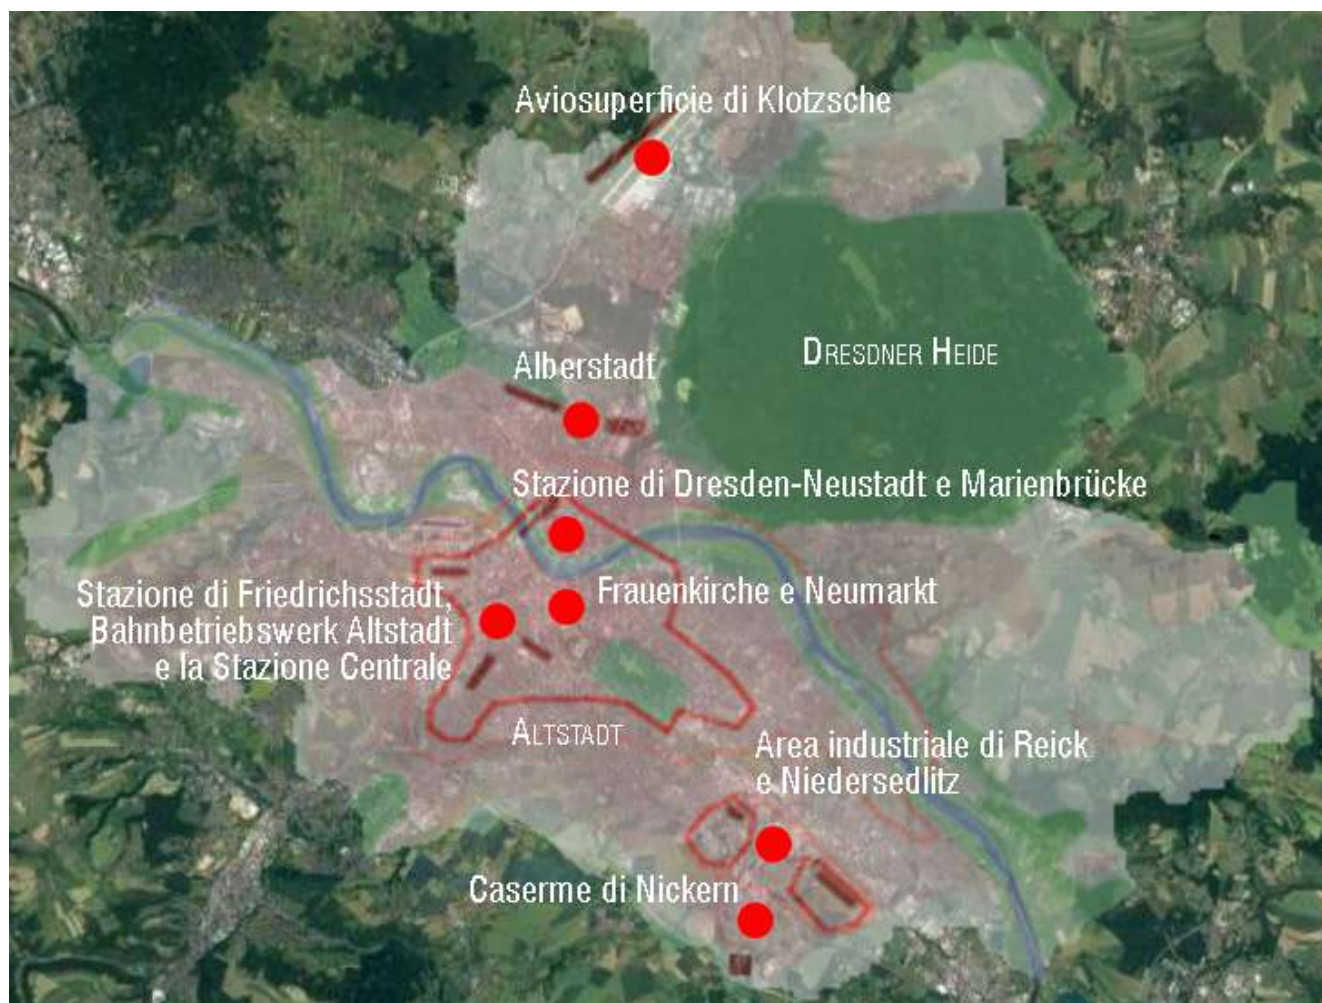 Aviosuperficie di Klotzsche
Alberstadt
DRESDNER HEIDE
Stazione di Dresden-Neustadt e Marienbrücke
Frauenkirche e Neumarkt
Stazione di Friedrichsstadt,
Bahnbetriebswerk Altstadt
e la Stazione Centrale
ALTSTADT
Area industriale di Reick
e Niedersedlitz
Caserme di Nickern